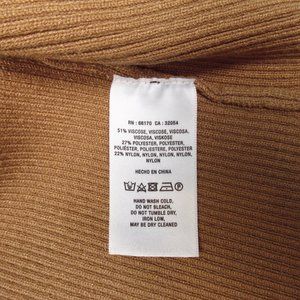 RN : 66170 CA : 32054
51% VISCOSE, VISCOSE, VISCOSA,
VISCOSA, VISKOSE
27% POLYESTER, POLYESTER,
POLIÉSTER, POLIESTERE, POLYESTER
22% NYLON, NYLON, NYLON, NYLON,
NYLON
HECHO EN CHINA
HAND WASH COLD,
DO NOT BLEACH,
DO NOT TUMBLE DRY,
IRON LOW,
MAY BE DRY CLEANED